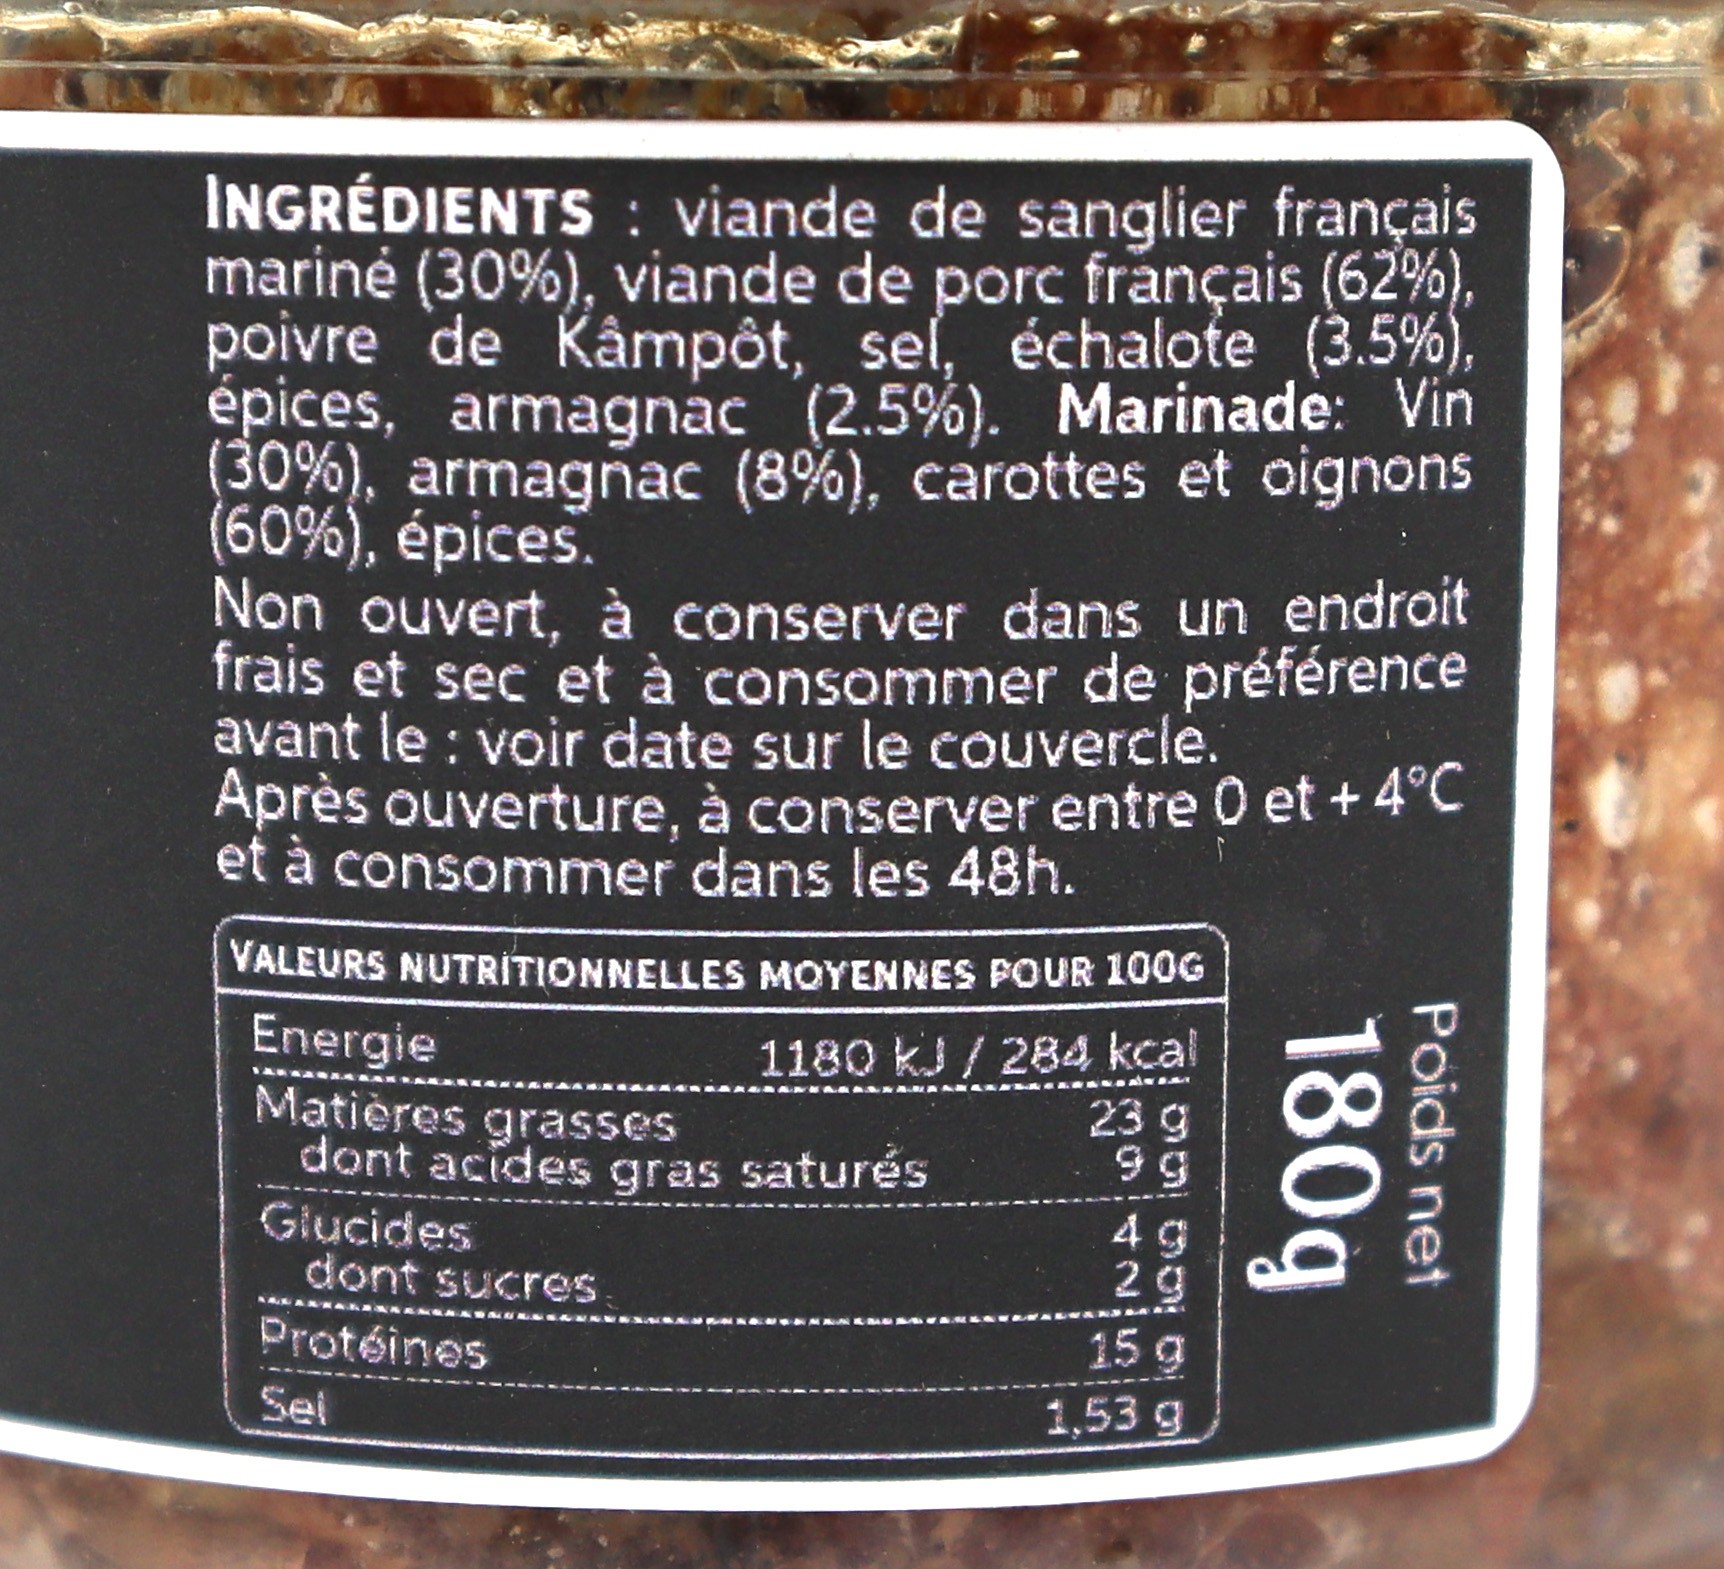 INGRÉDIENTS : viande de sanglier français
mariné (30%), viande de porc français (62%),
poivre de Kâmpôt, sel, échalote (3.5%),
épices, armagnac (2.5%). Marinade: Vin
(30%), armagnac (8%), carottes et oignons
(60%), épices.
Non ouvert, à conserver dans un endroit
frais et sec et à consommer de préférence
avant le : voir date sur le couvercle.
Après ouverture, à conserver entre 0 et + 4°C
et à consommer dans les 48h.
VALEURS NUTRITIONNELLES MOYENNES POUR 100G
Energie 1180 kJ / 284 kcal
Matières grasses 23 g
dont acides gras saturés 9 g
Glucides 4 g
dont sucres 2 g
Protéines 15 g
Sel 1,53 g
Poids net
180g